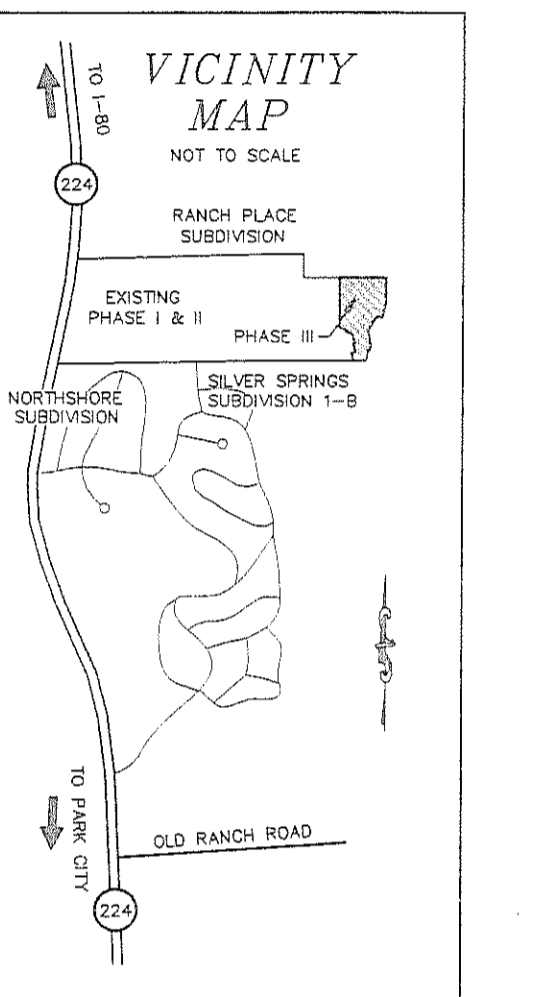 VICINITY
MAP
NOT TO SCALE
TO I-80
224
RANCH PLACE
SUBDIVISION
EXISTING
PHASE I & II
PHASE III
NORTHSHORE
SUBDIVISION
SILVER SPRINGS
SUBDIVISION 1-B
TO PARK CITY
OLD RANCH ROAD
224